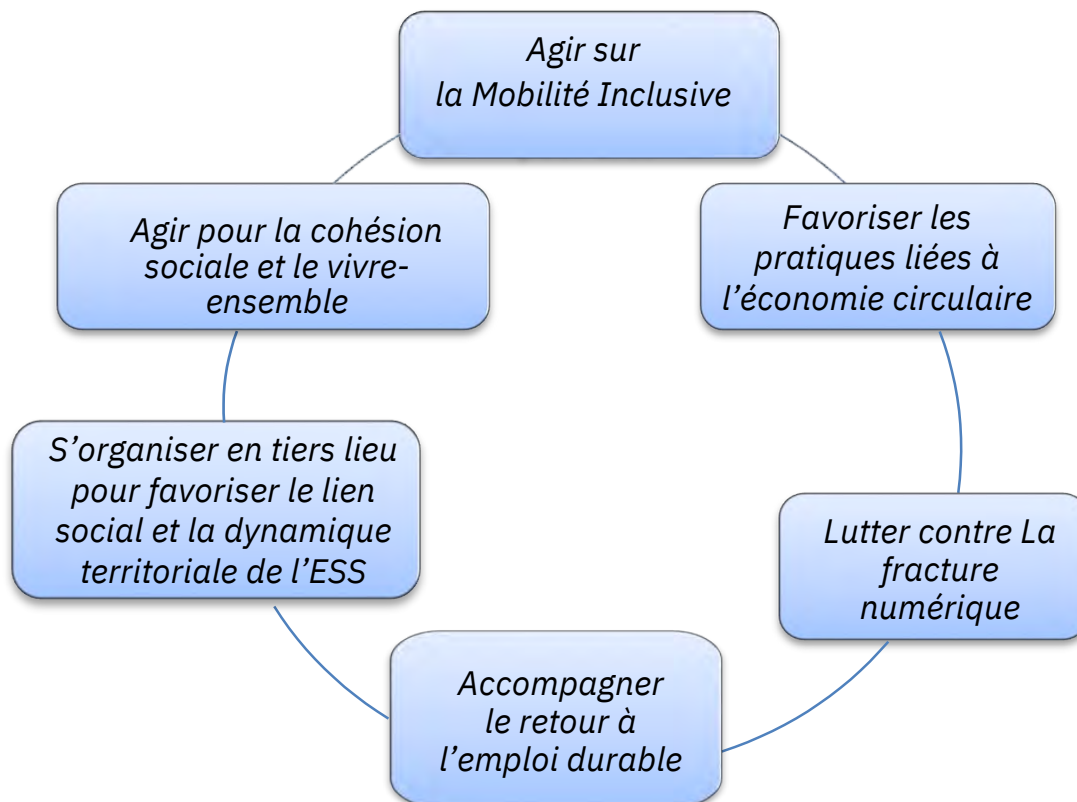 Agir sur
la Mobilité Inclusive
Favoriser les
pratiques liées à
l’économie circulaire
Lutter contre La
fracture
numérique
Accompagner
le retour à
l’emploi durable
S’organiser en tiers lieu
pour favoriser le lien
social et la dynamique
territoriale de l’ESS
Agir pour la cohésion
sociale et le vivre-
ensemble